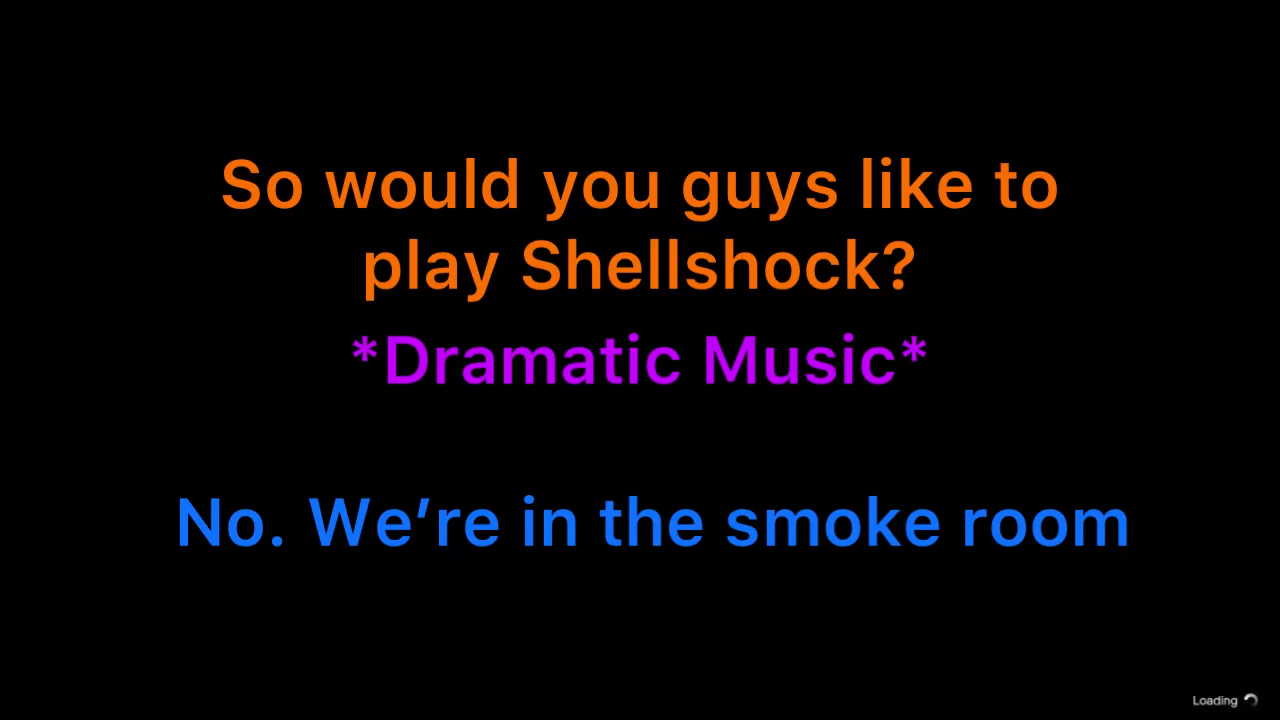 So would you guys like to
play Shellshock?
*Dramatic Music*
No. We’re in the smoke room
Loading